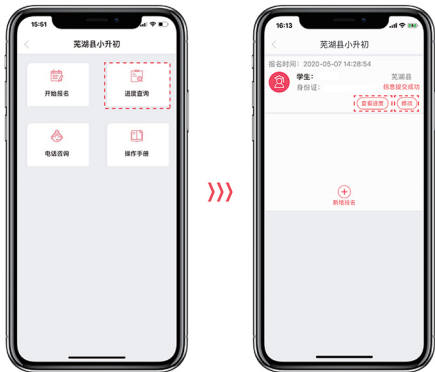 15:51
芜湖县小升初
开始报名
进度查询
电话咨询
操作手册
16:13
芜湖县小升初
报名时间：2020-05-07 14:28:54
学生：
芜湖县
身份证：
信息提交成功
查看进度
修改
新增报名